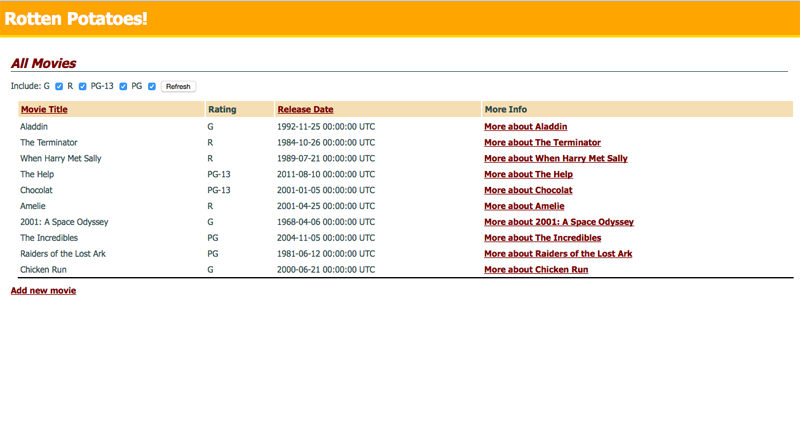 Rotten Potatoes!
All Movies
Include: G R PG-13 PG Refresh
Movie Title Rating Release Date More Info
Aladdin G 1992-11-25 00:00:00 UTC More about Aladdin
The Terminator R 1984-10-26 00:00:00 UTC More about The Terminator
When Harry Met Sally R 1989-07-21 00:00:00 UTC More about When Harry Met Sally
The Help PG-13 2011-08-10 00:00:00 UTC More about The Help
Chocolat PG-13 2001-01-05 00:00:00 UTC More about Chocolat
Amelie R 2001-04-25 00:00:00 UTC More about Amelie
2001: A Space Odyssey G 1968-04-06 00:00:00 UTC More about 2001: A Space Odyssey
The Incredibles PG 2004-11-05 00:00:00 UTC More about The Incredibles
Raiders of the Lost Ark PG 1981-06-12 00:00:00 UTC More about Raiders of the Lost Ark
Chicken Run G 2000-06-21 00:00:00 UTC More about Chicken Run
Add new movie